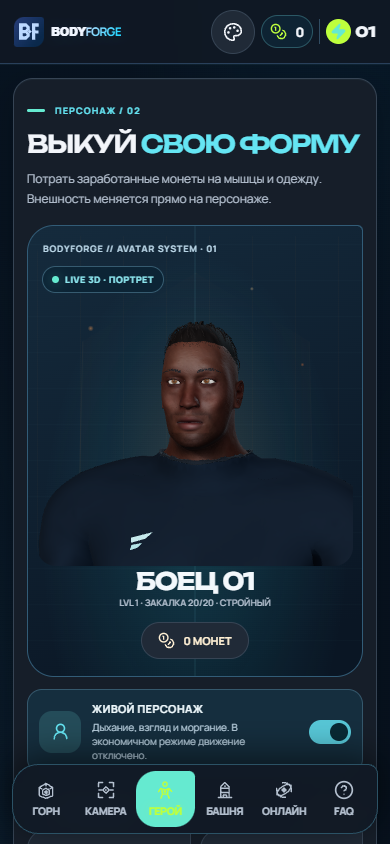 BF BODYFORGE 0 01
ПЕРСОНАЖ / 02
ВЫКУЙ СВОЮ ФОРМУ
Потрать заработанные монеты на мышцы и одежду.
Внешность меняется прямо на персонаже.
BODYFORGE // AVATAR SYSTEM · 01
LIVE 3D · ПОРТРЕТ
БОЕЦ 01
LVL 1 · ЗАКАЛКА 20/20 · СТРОЙНЫЙ
0 МОНЕТ
ЖИВОЙ ПЕРСОНАЖ
Дыхание, взгляд и моргание. В
экономичном режиме движение
отключено.
ГОРН КАМЕРА ГЕРОЙ БАШНЯ ОНЛАЙН FAQ